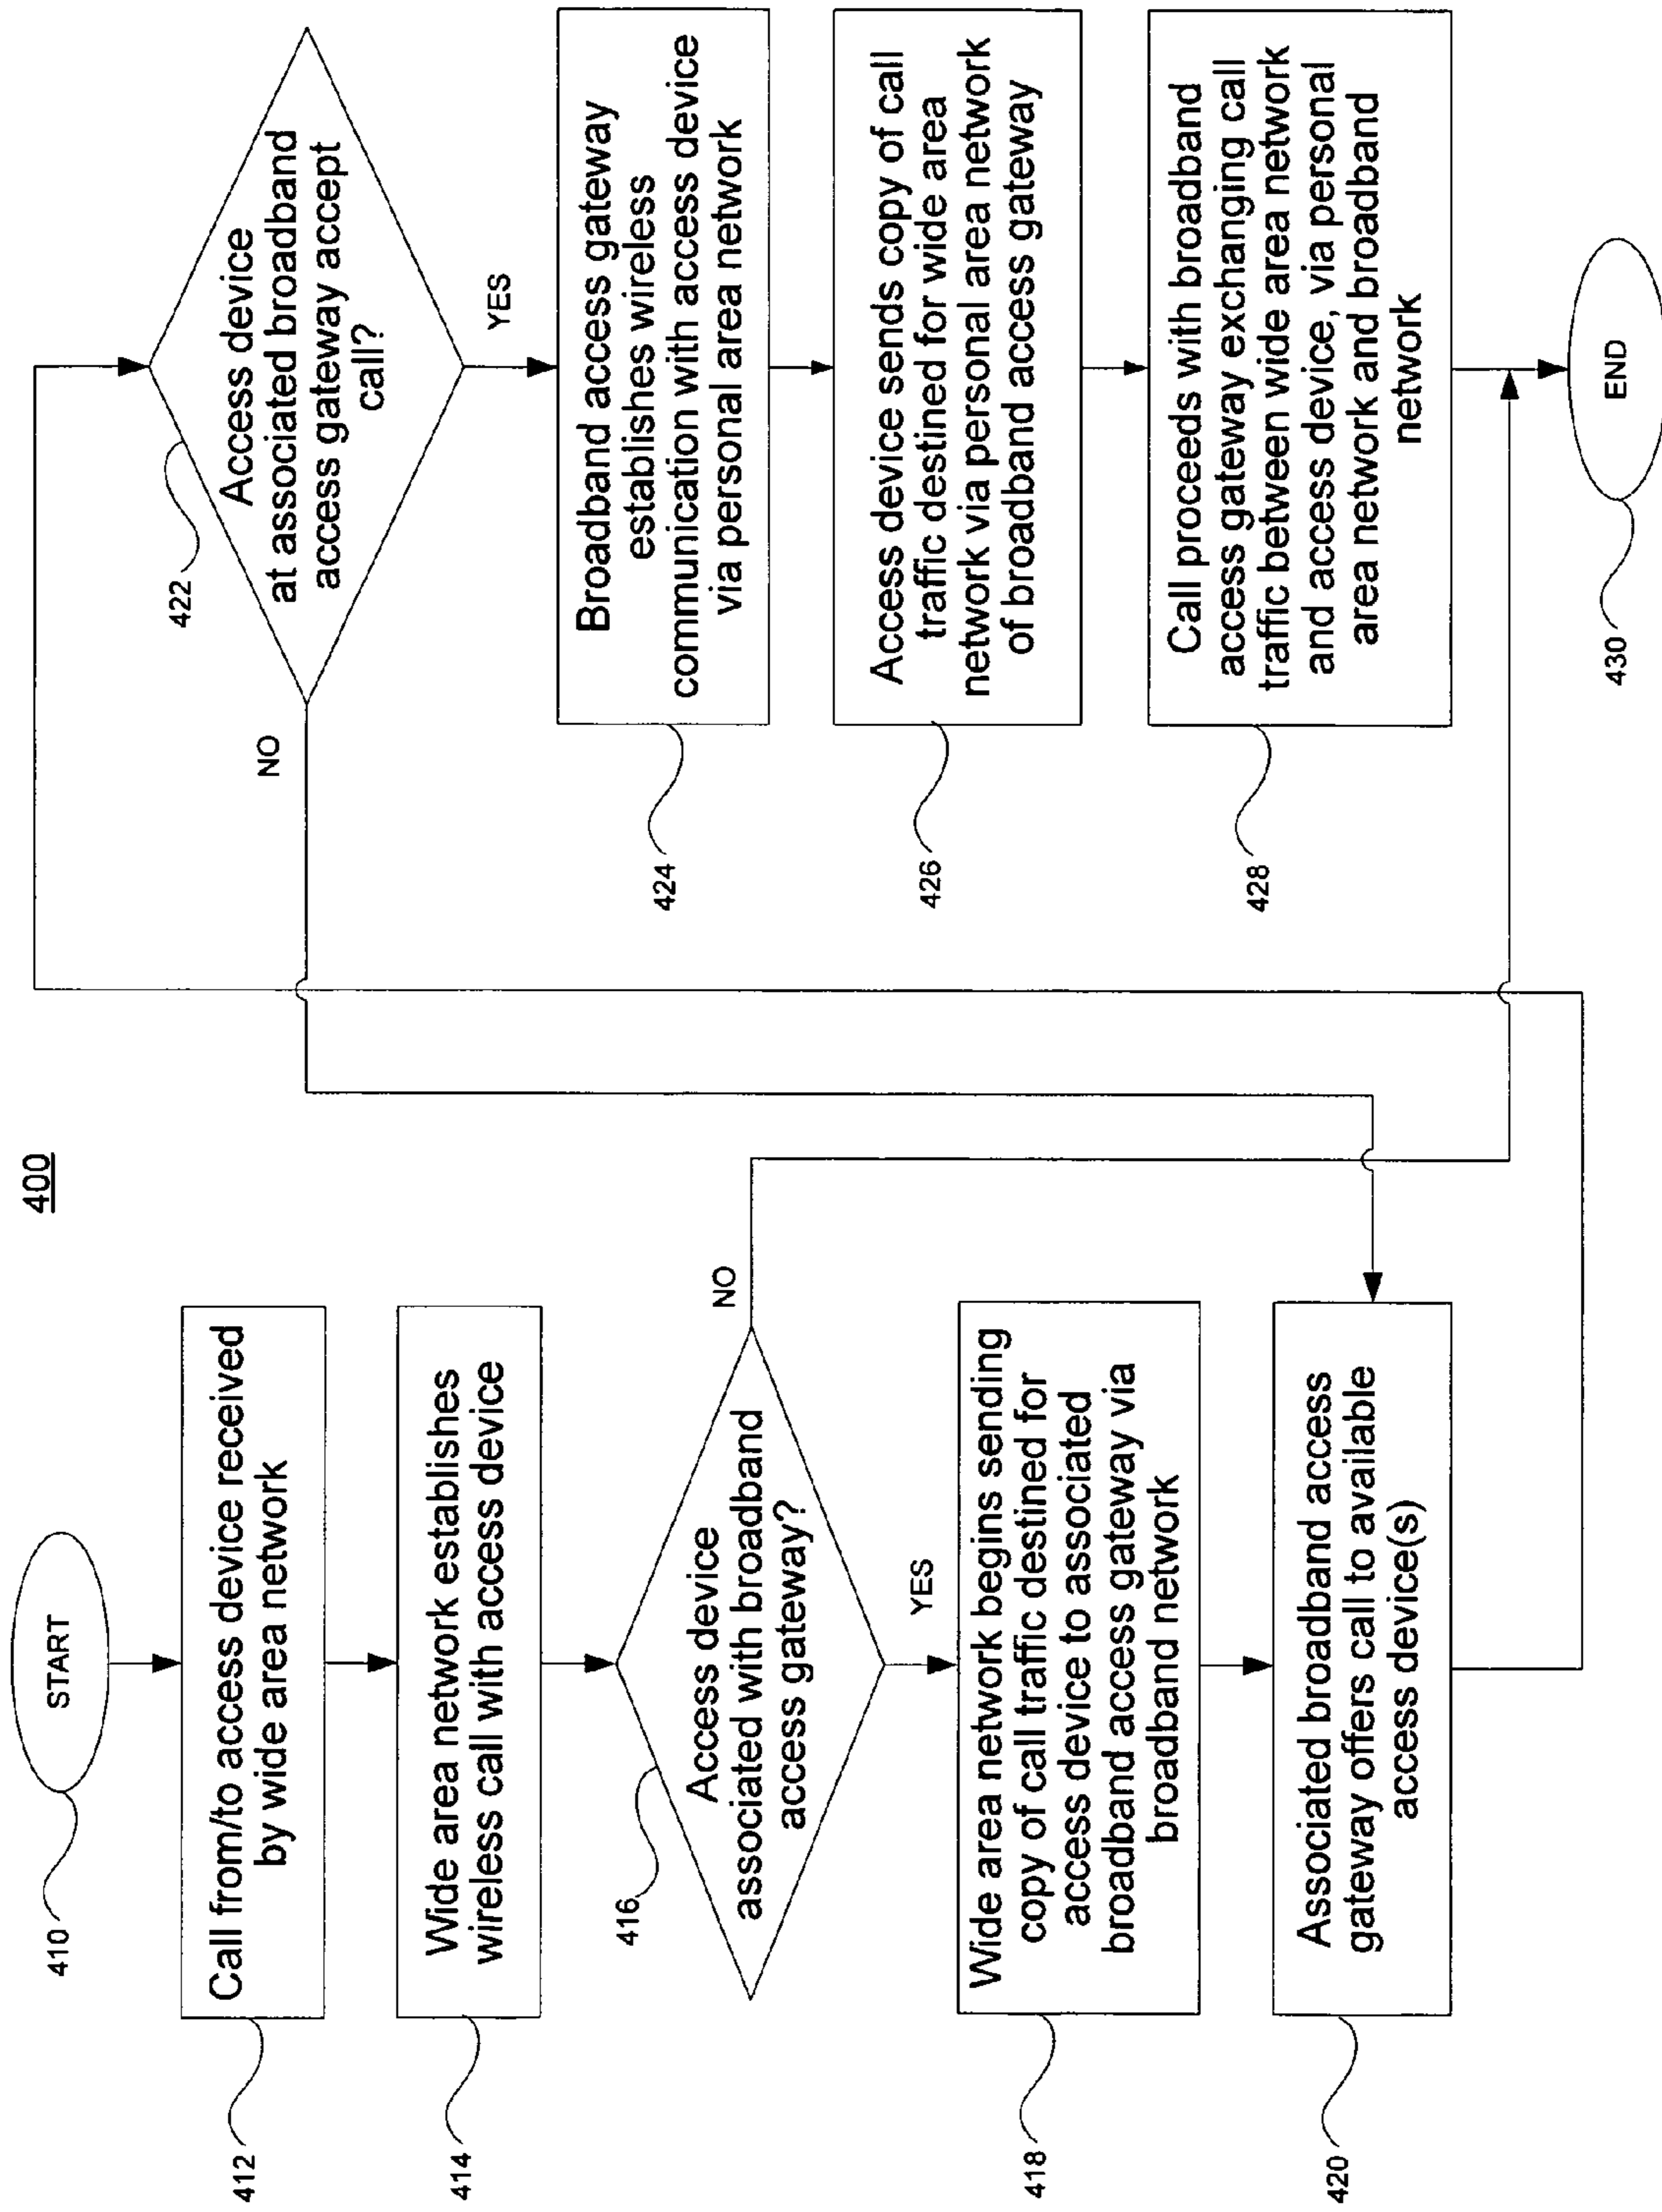 400
START
410
Call from/to access device received
by wide area network
412
Wide area network establishes
wireless call with access device
414
Access device
associated with broadband
access gateway?
416
NO
YES
Wide area network begins sending
copy of call traffic destined for
access device to associated
broadband access gateway via
broadband network
418
Associated broadband access
gateway offers call to available
access device(s)
420
Access device
at associated broadband
access gateway accept
call?
422
NO
YES
Broadband access gateway
establishes wireless
communication with access device
via personal area network
424
Access device sends copy of call
traffic destined for wide area
network via personal area network
of broadband access gateway
426
Call proceeds with broadband
access gateway exchanging call
traffic between wide area network
and access device, via personal
area network and broadband
network
428
END
430